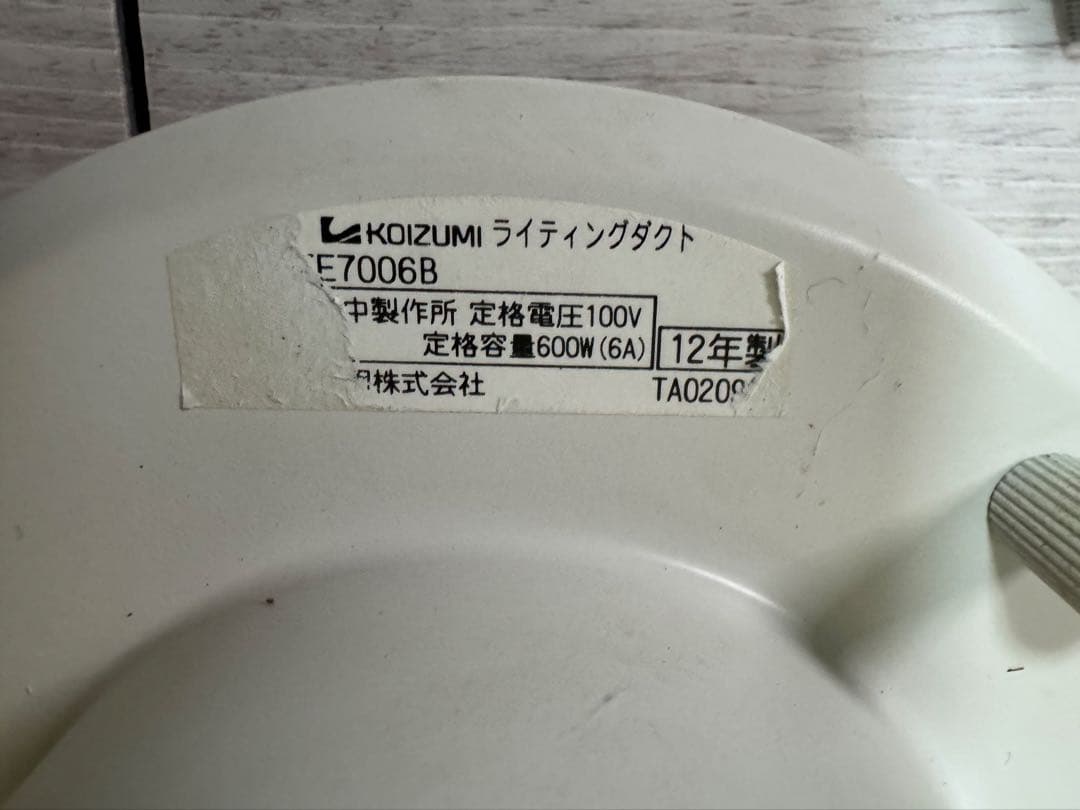 KOIZUMI ライティングダクト
E7006B
中製作所 定格電圧100V
定格容量600W(6A)
12年製
株式会社
TA0209